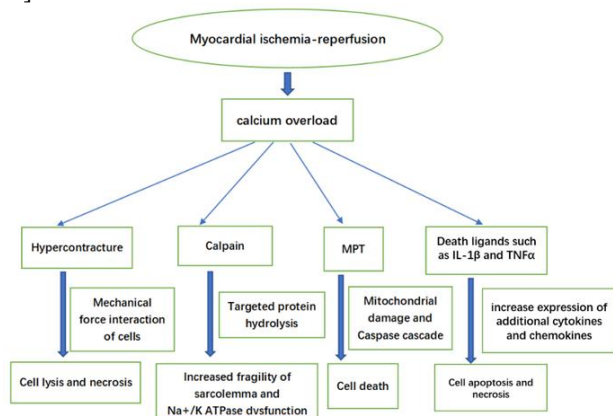 Myocardial ischemia-reperfusion
calcium overload
Hypercontracture
Calpain
MPT
Death ligands such
as IL-1β and TNFα
Mechanical
force interaction
of cells
Targeted protein
hydrolysis
Mitochondrial
damage and
Caspase cascade
increase expression of
additional cytokines
and chemokines
Cell lysis and necrosis
Increased fragility of
sarcolemma and
Na+/K ATPase dysfunction
Cell death
Cell apoptosis and
necrosis